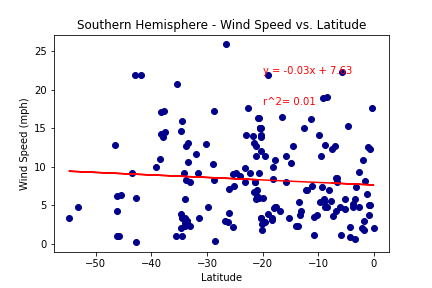 Southern Hemisphere - Wind Speed vs. Latitude
25
20
15
10
5
0
Wind Speed (mph)
y = -0.03x + 7.63
r^2= 0.01
−50
−40
−30
−20
−10
0
Latitude